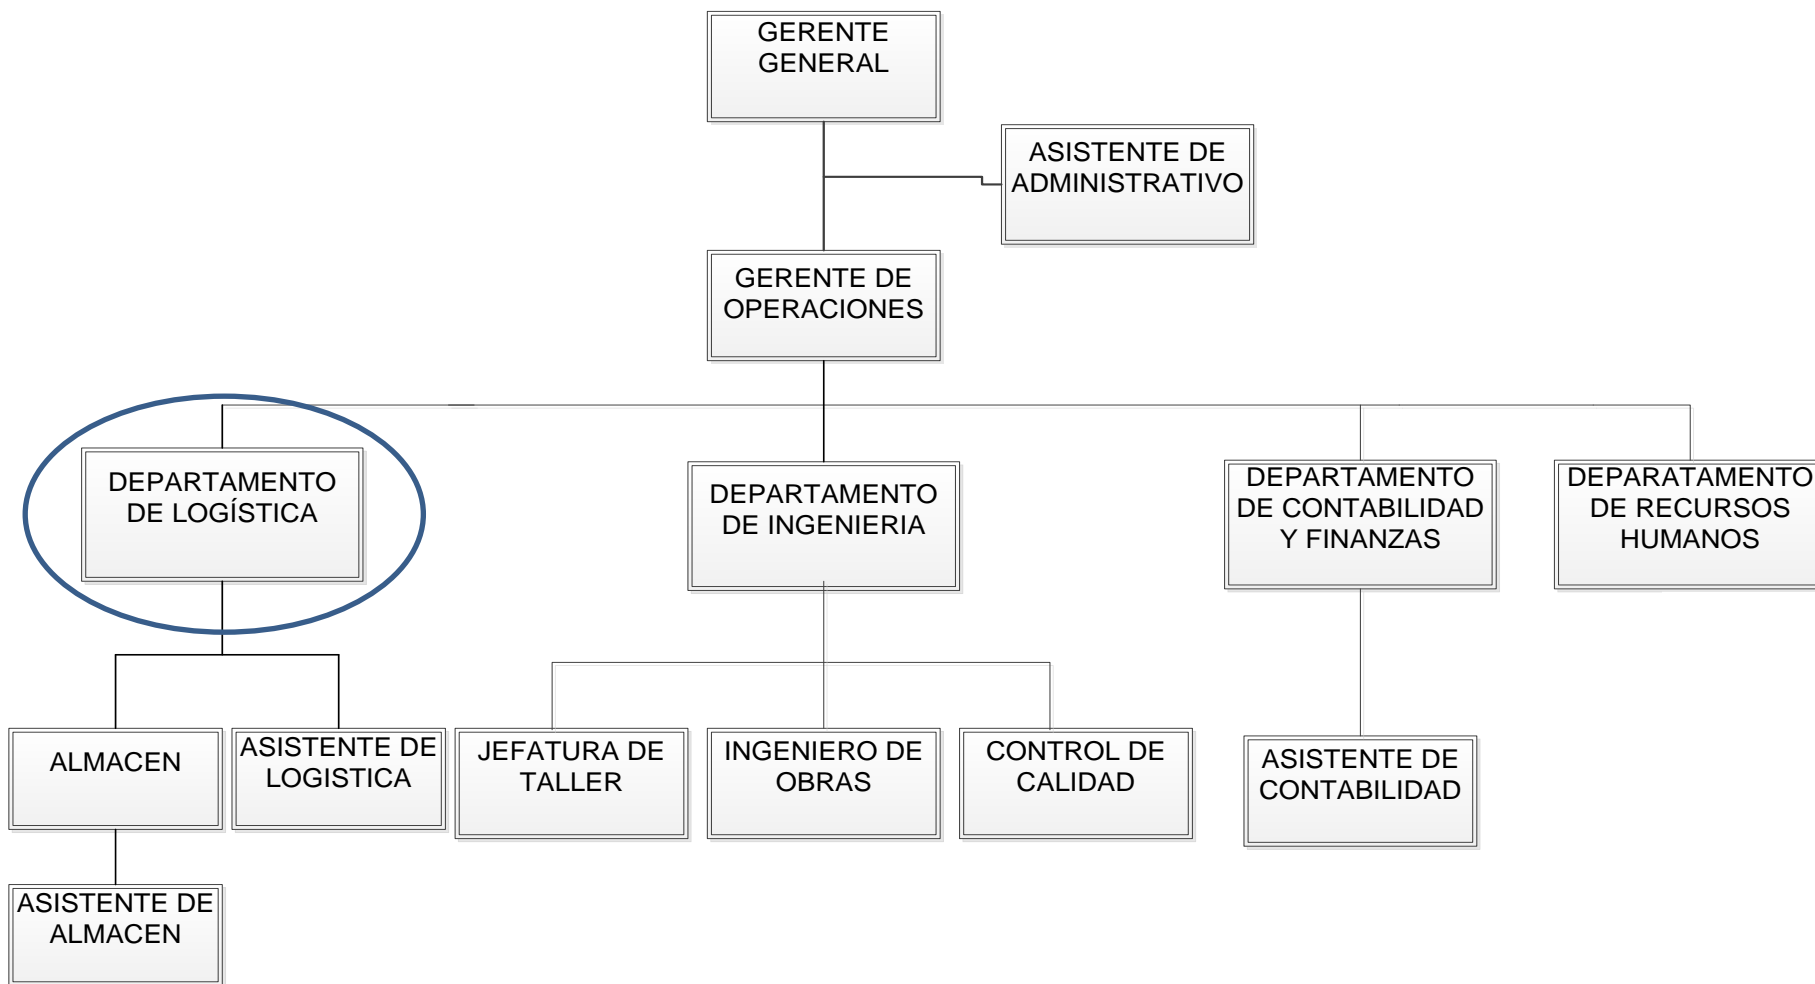 GERENTE
GENERAL
ASISTENTE DE
ADMINISTRATIVO
GERENTE DE
OPERACIONES
DEPARTAMENTO
DE LOGÍSTICA
DEPARTAMENTO
DE INGENIERIA
DEPARTAMENTO
DE CONTABILIDAD
Y FINANZAS
DEPARATAMENTO
DE RECURSOS
HUMANOS
ALMACEN
ASISTENTE DE
LOGISTICA
JEFATURA DE
TALLER
INGENIERO DE
OBRAS
CONTROL DE
CALIDAD
ASISTENTE DE
CONTABILIDAD
ASISTENTE DE
ALMACEN